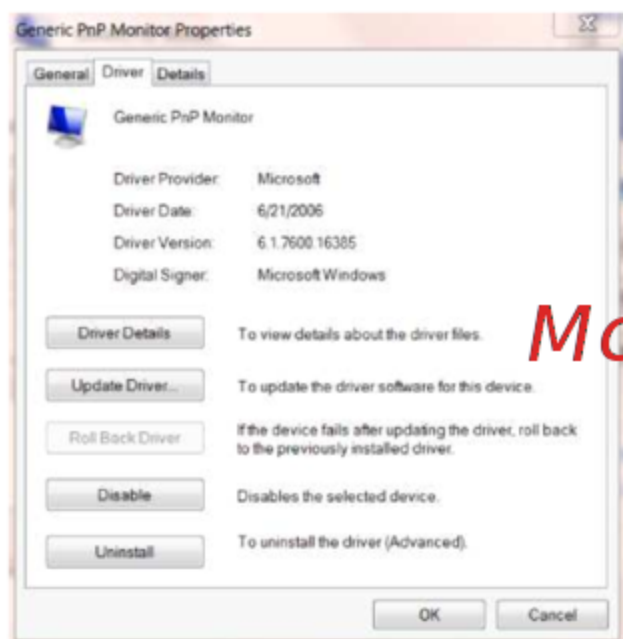 Generic PnP Monitor Properties
General Driver Details
Generic PnP Monitor
Driver Provider: Microsoft
Driver Date: 6/21/2006
Driver Version: 6.1.7600.16385
Digital Signer: Microsoft Windows
Driver Details To view details about the driver files.
Update Driver... To update the driver software for this device.
Roll Back Driver If the device fails after updating the driver, roll back
to the previously installed driver.
Disable Disables the selected device.
Uninstall To uninstall the driver (Advanced).
OK Cancel